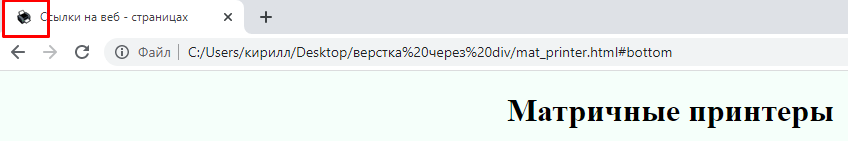 Ссылки на веб - страницах
Файл C:/Users/кирилл/Desktop/верстка%20через%20div/mat_printer.html#bottom
Матричные принтеры